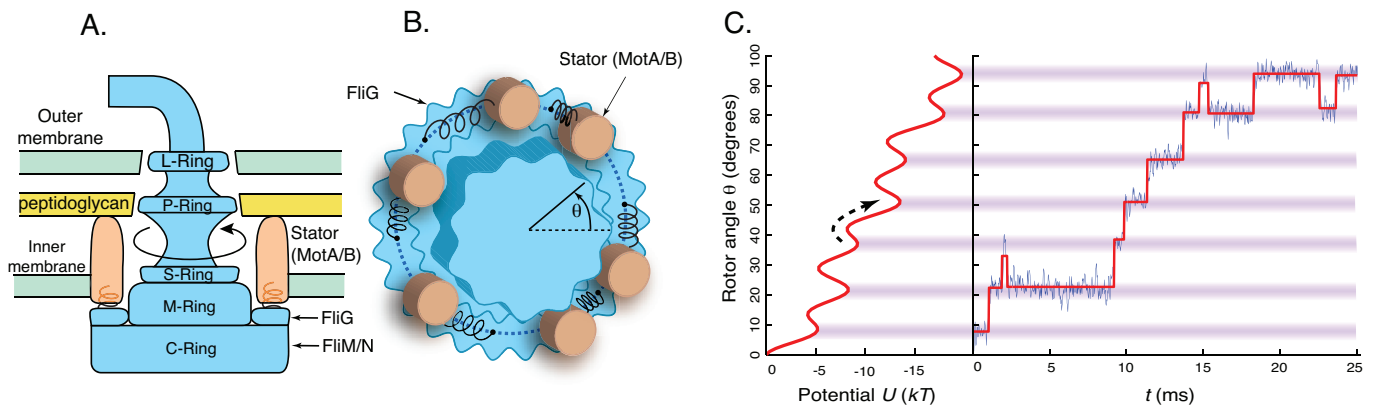 A.
Outer
membrane
L-Ring
peptidoglycan
P-Ring
Inner
membrane
Stator
(MotA/B)
S-Ring
M-Ring
FliG
C-Ring
FliM/N
B.
Stator (MotA/B)
FliG
θ
C.
Rotor angle θ (degrees)
100
90
80
70
60
50
40
30
20
10
0
0 -5 -10 -15
Potential U (kT)
0 5 10 15 20 25
t (ms)